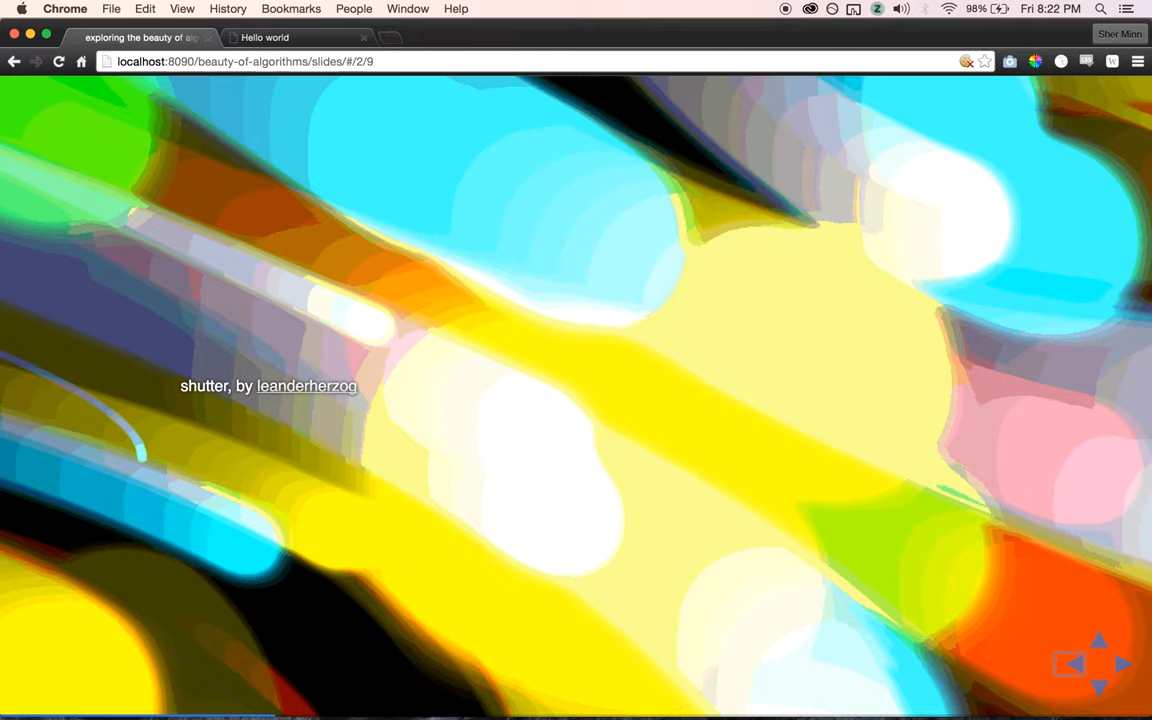 Chrome File Edit View History Bookmarks People Window Help 98% Fri 8:22 PM
exploring the beauty of alg Hello world Sher Minn
localhost:8090/beauty-of-algorithms/slides/#/2/9
shutter, by leanderherzog